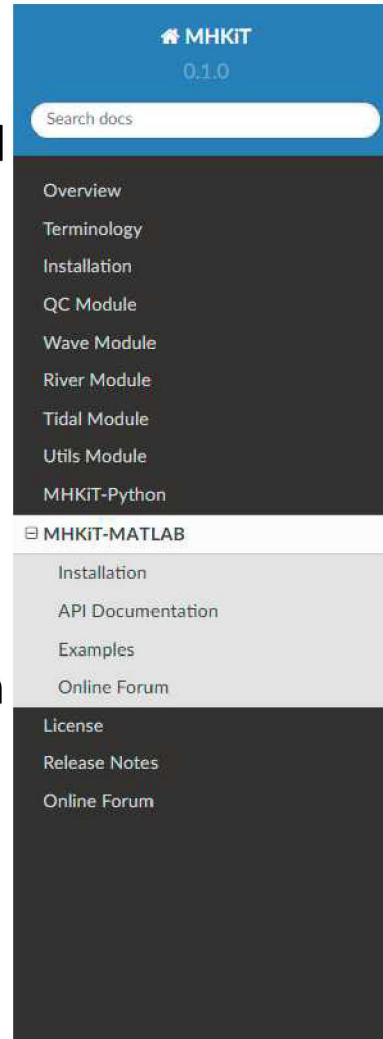 MHKiT
0.1.0
Search docs
Overview
Terminology
Installation
QC Module
Wave Module
River Module
Tidal Module
Utils Module
MHKiT-Python
MHKiT-MATLAB
Installation
API Documentation
Examples
Online Forum
License
Release Notes
Online Forum